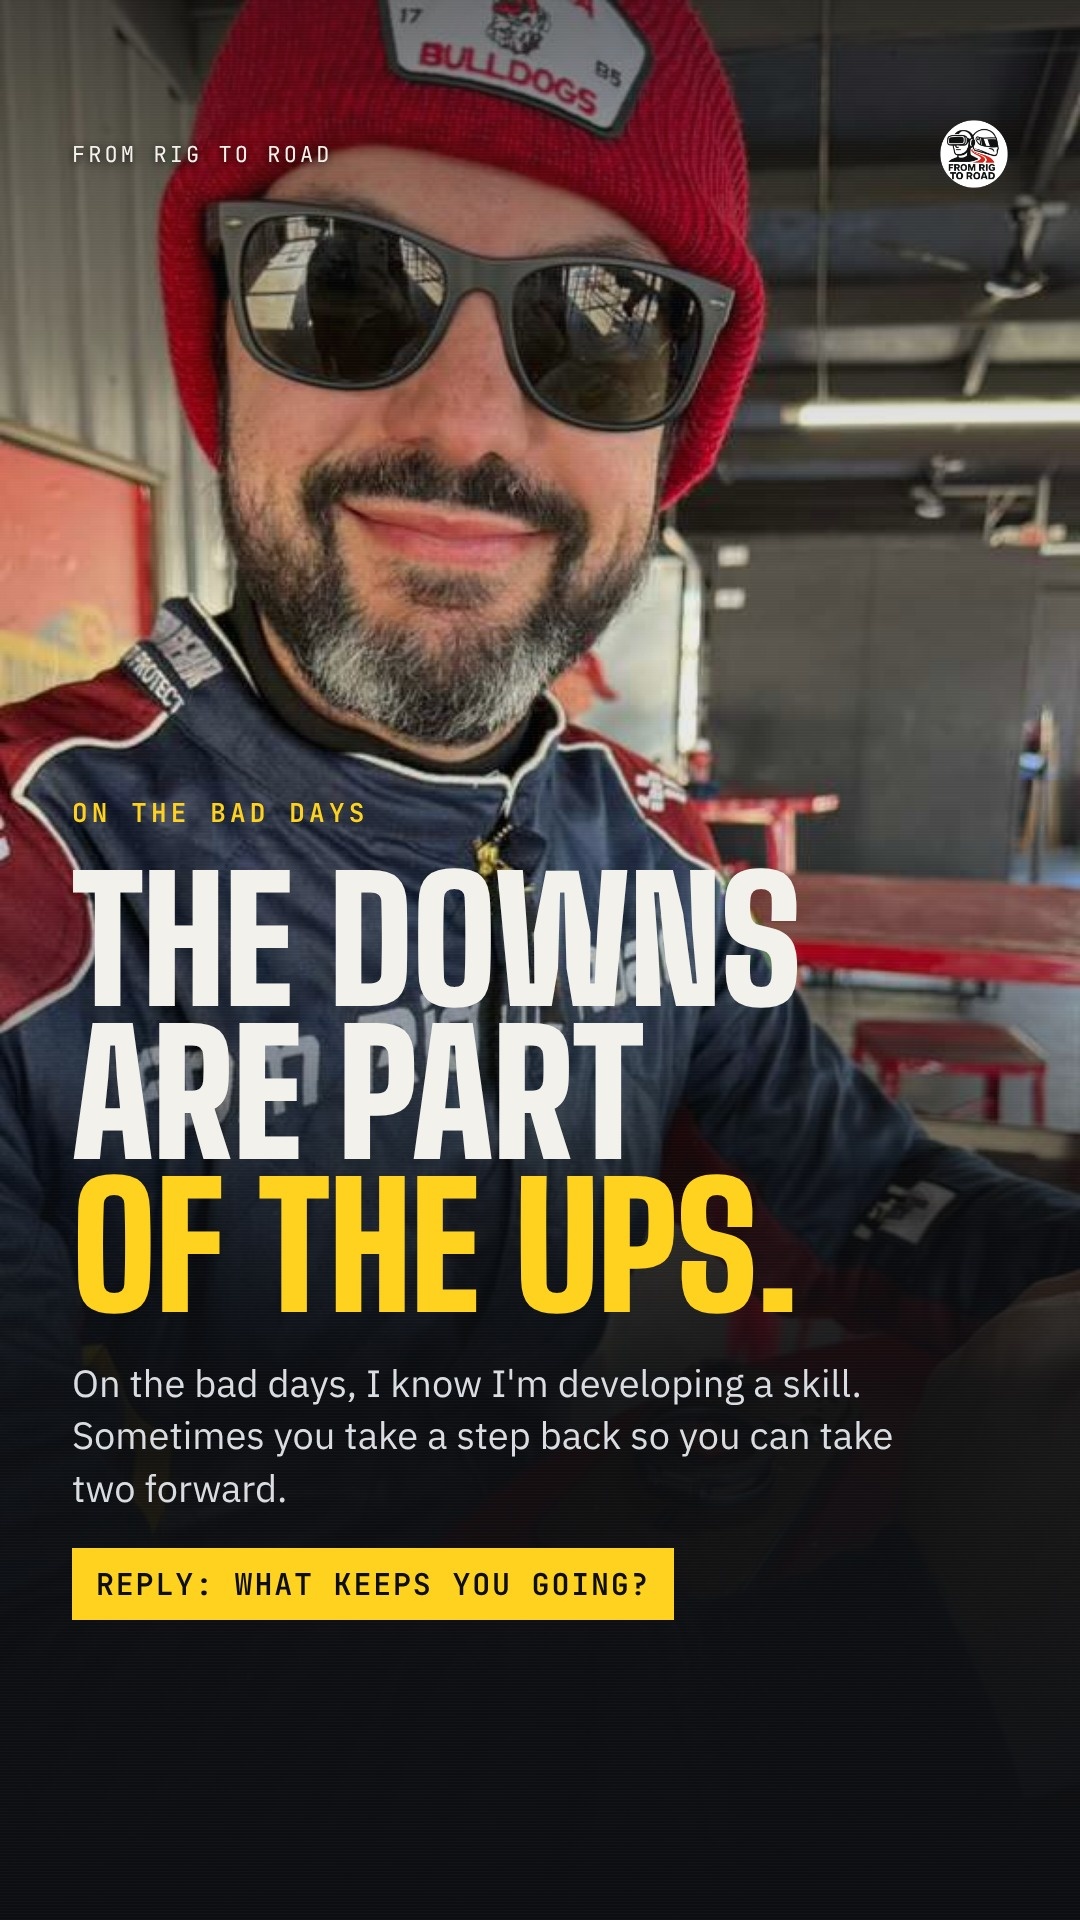 17
BULLDOGS
B5
FROM RIG TO ROAD
FROM RIG
TO ROAD
PROTECT
ON THE BAD DAYS
THE DOWNS
ARE PART
OF THE UPS.
On the bad days, I know I'm developing a skill.
Sometimes you take a step back so you can take
two forward.
REPLY: WHAT KEEPS YOU GOING?